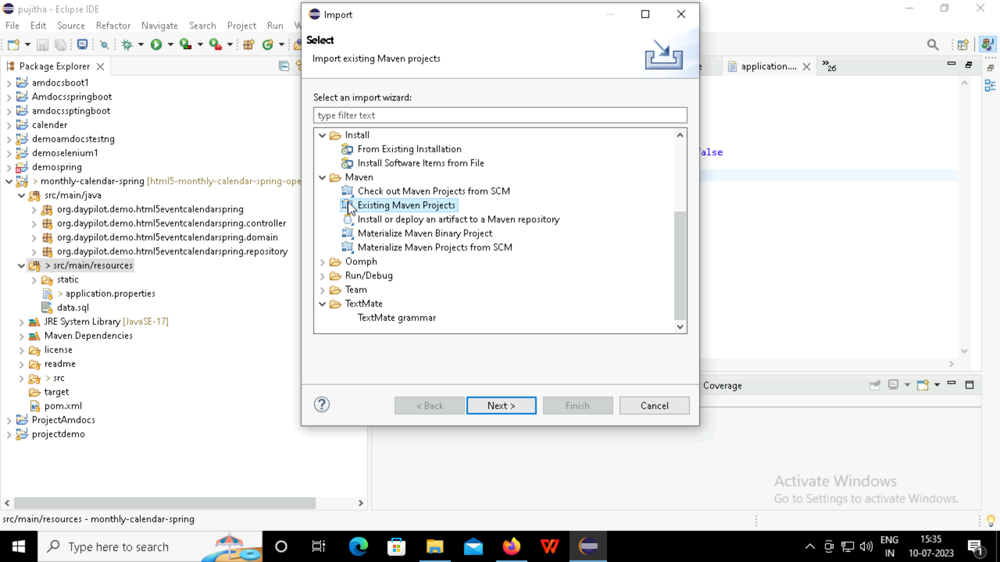 pujitha - Eclipse IDE
File Edit Source Refactor Navigate Search Project Run
Package Explorer
amdocsboot1
Amdocsspringboot
amdocssptingboot
calender
demoamdocstestng
demoselenium1
demospring
> monthly-calendar-spring [html5-monthly-calendar-spring-ope
src/main/java
org.daypilot.demo.html5eventcalendarspring
org.daypilot.demo.html5eventcalendarspring.controller
org.daypilot.demo.html5eventcalendarspring.domain
org.daypilot.demo.html5eventcalendarspring.repository
> src/main/resources
static
> application.properties
data.sql
JRE System Library [JavaSE-17]
Maven Dependencies
license
readme
> src
target
pom.xml
ProjectAmdocs
projectdemo
Import
Select
Import existing Maven projects
Select an import wizard:
type filter text
Install
From Existing Installation
Install Software Items from File
Maven
Check out Maven Projects from SCM
Existing Maven Projects
Install or deploy an artifact to a Maven repository
Materialize Maven Binary Project
Materialize Maven Projects from SCM
Oomph
Run/Debug
Team
TextMate
TextMate grammar
< Back Next > Finish Cancel
application.... »26
alse
Coverage
Activate Windows
Go to Settings to activate Windows.
src/main/resources - monthly-calendar-spring
Type here to search
ENG
IN
15:35
10-07-2023
1